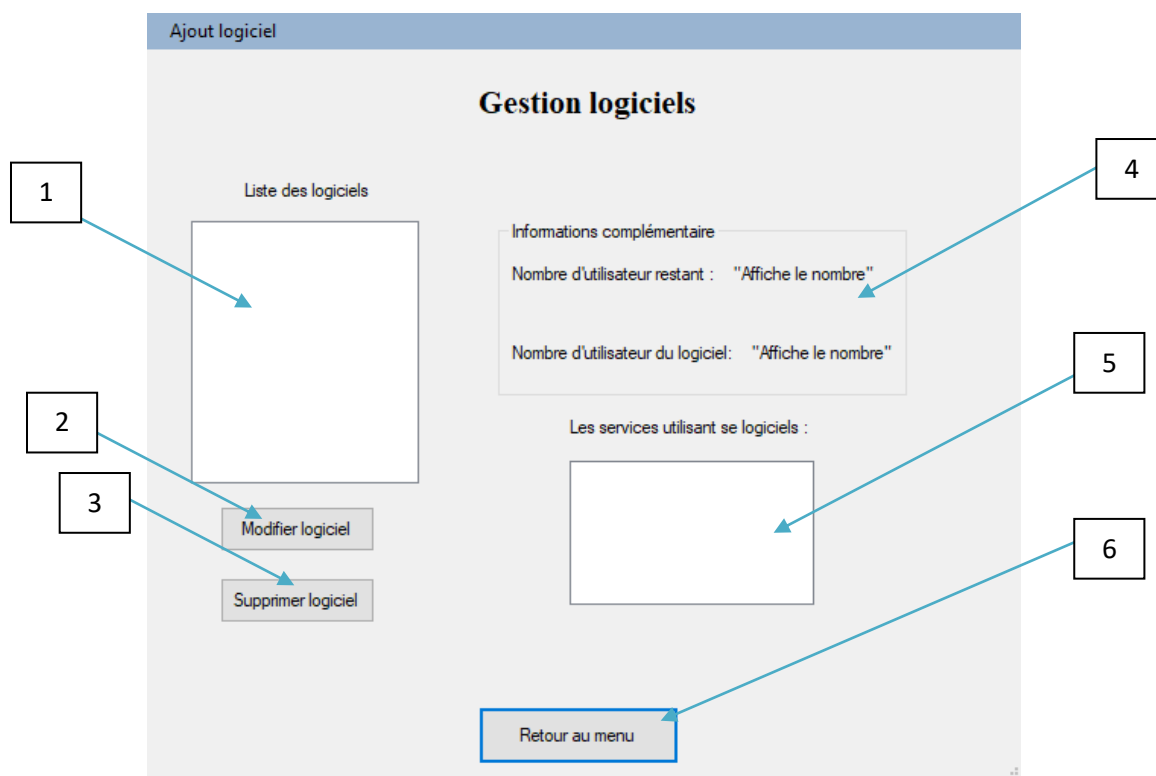 Ajout logiciel
Gestion logiciels
1
4
Liste des logiciels
Informations complémentaire
Nombre d'utilisateur restant : "Affiche le nombre"
Nombre d'utilisateur du logiciel: "Affiche le nombre"
5
2
Les services utilisant se logiciels :
3
Modifier logiciel
6
Supprimer logiciel
Retour au menu